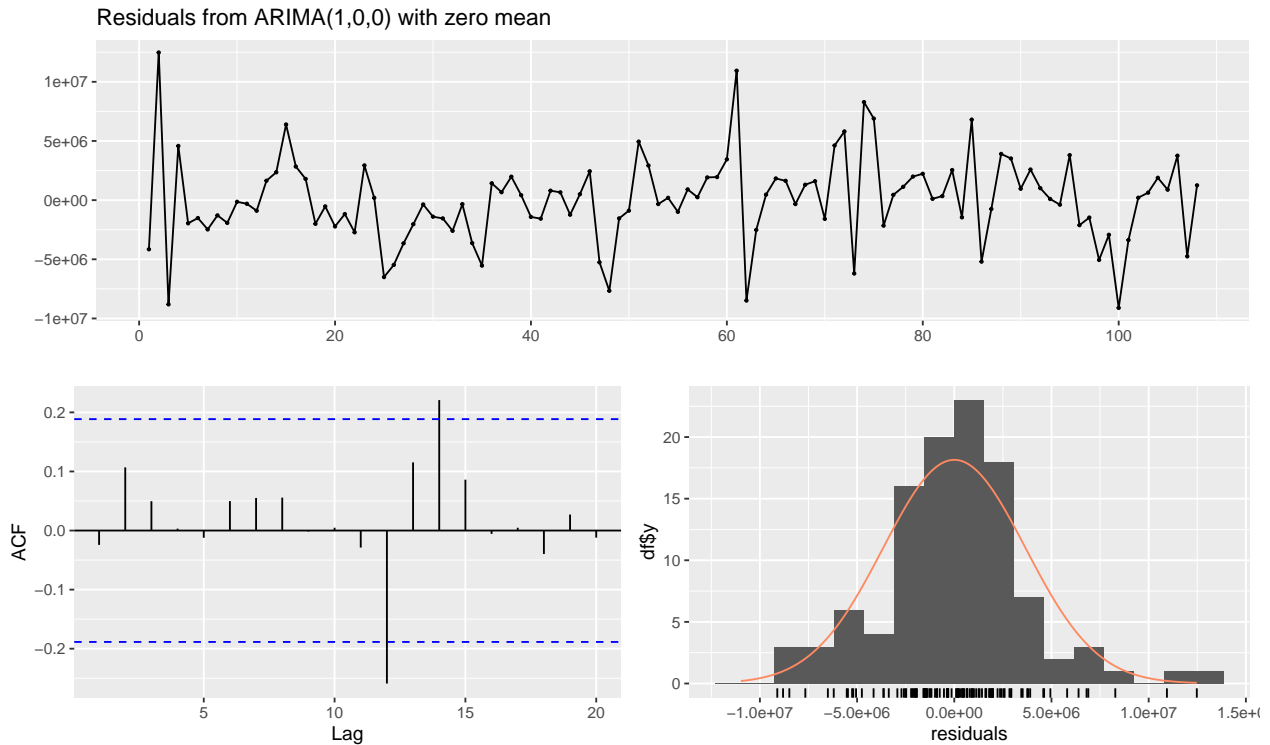 Residuals from ARIMA(1,0,0) with zero mean
1e+07
5e+06
0e+00
−5e+06
−1e+07
0 20 40 60 80 100
0.2
0.1
0.0
−0.1
−0.2
ACF
5 10 15 20
Lag
20
15
10
5
0
df$y
−1.0e+07 −5.0e+06 0.0e+00 5.0e+06 1.0e+07 1.5e+
residuals